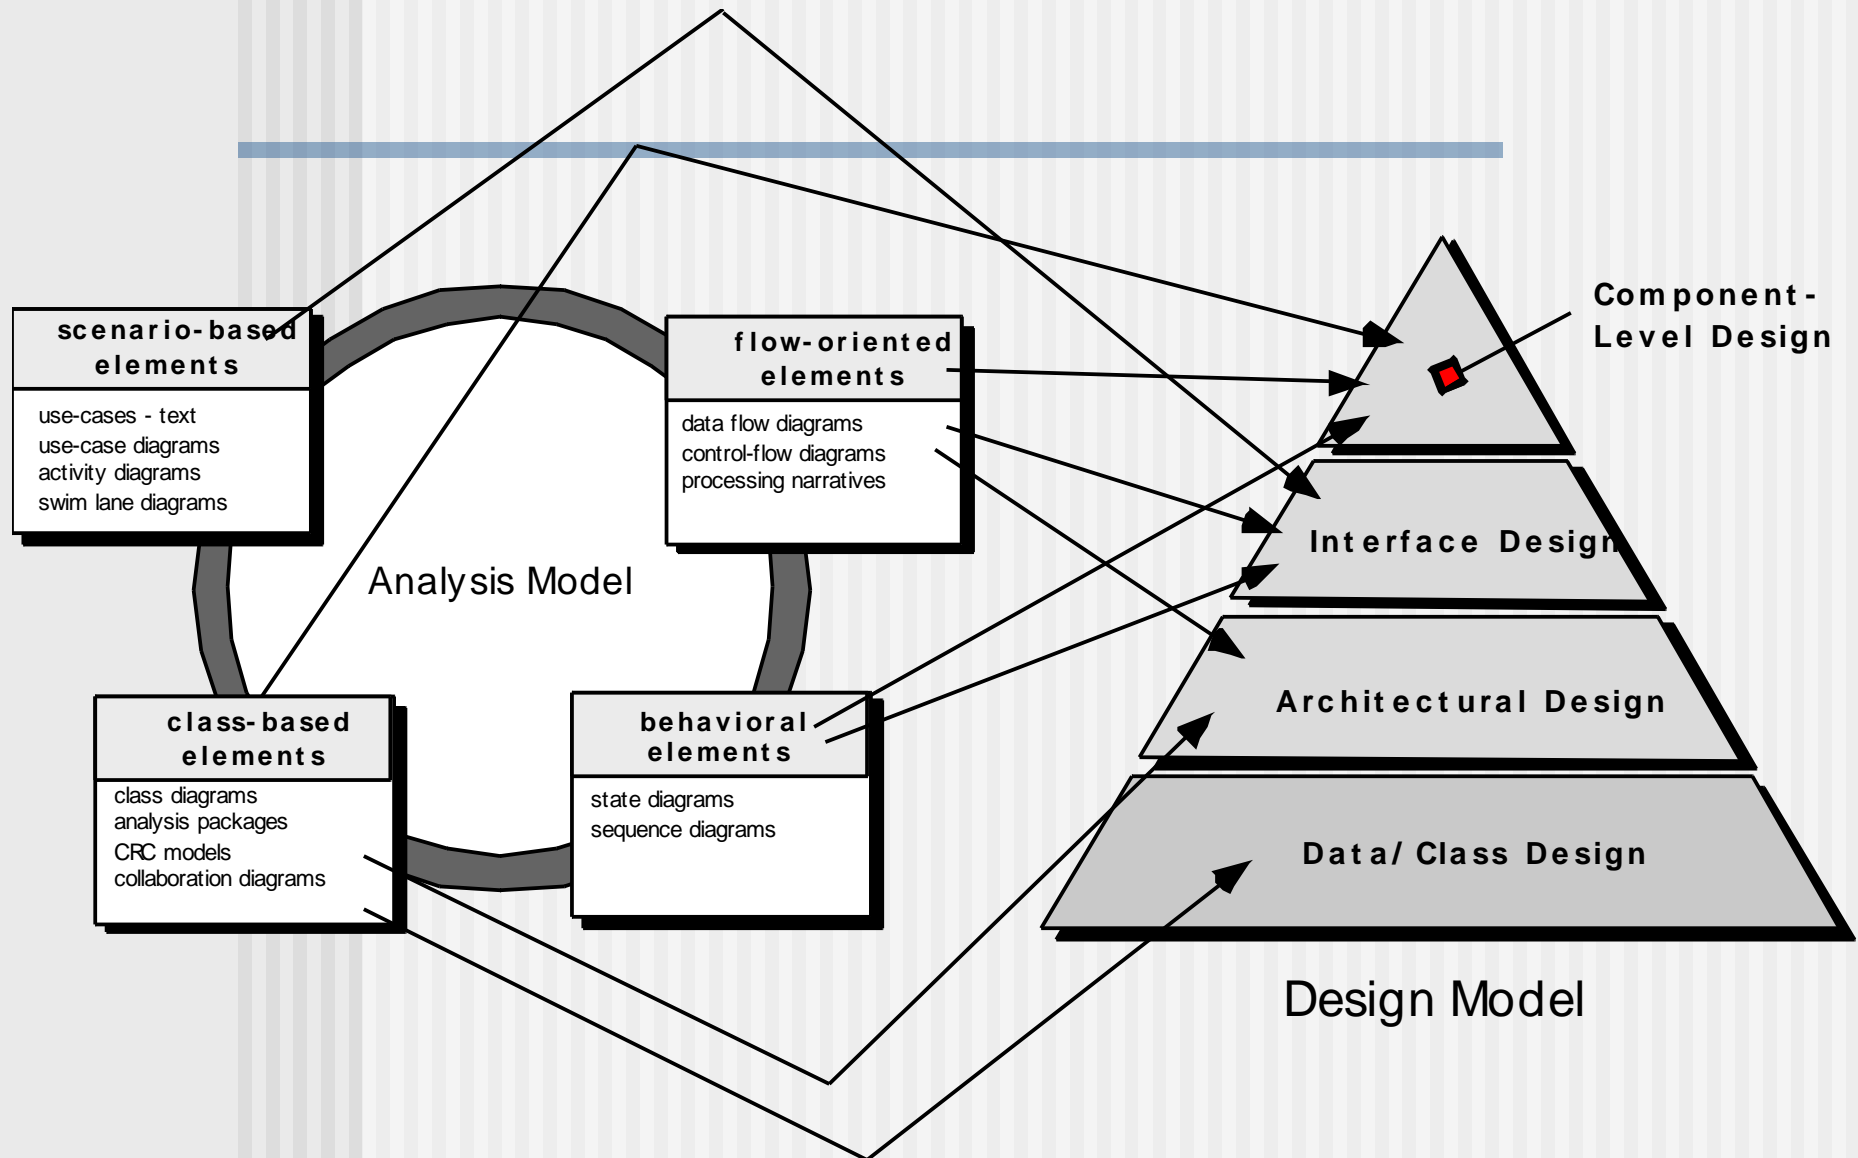 scenario-based
elements
use-cases - text
use-case diagrams
activity diagrams
swim lane diagrams
flow-oriented
elements
data flow diagrams
control-flow diagrams
processing narratives
Analysis Model
class-based
elements
class diagrams
analysis packages
CRC models
collaboration diagrams
behavioral
elements
state diagrams
sequence diagrams
Component-
Level Design
Interface Design
Architectural Design
Data/Class Design
Design Model